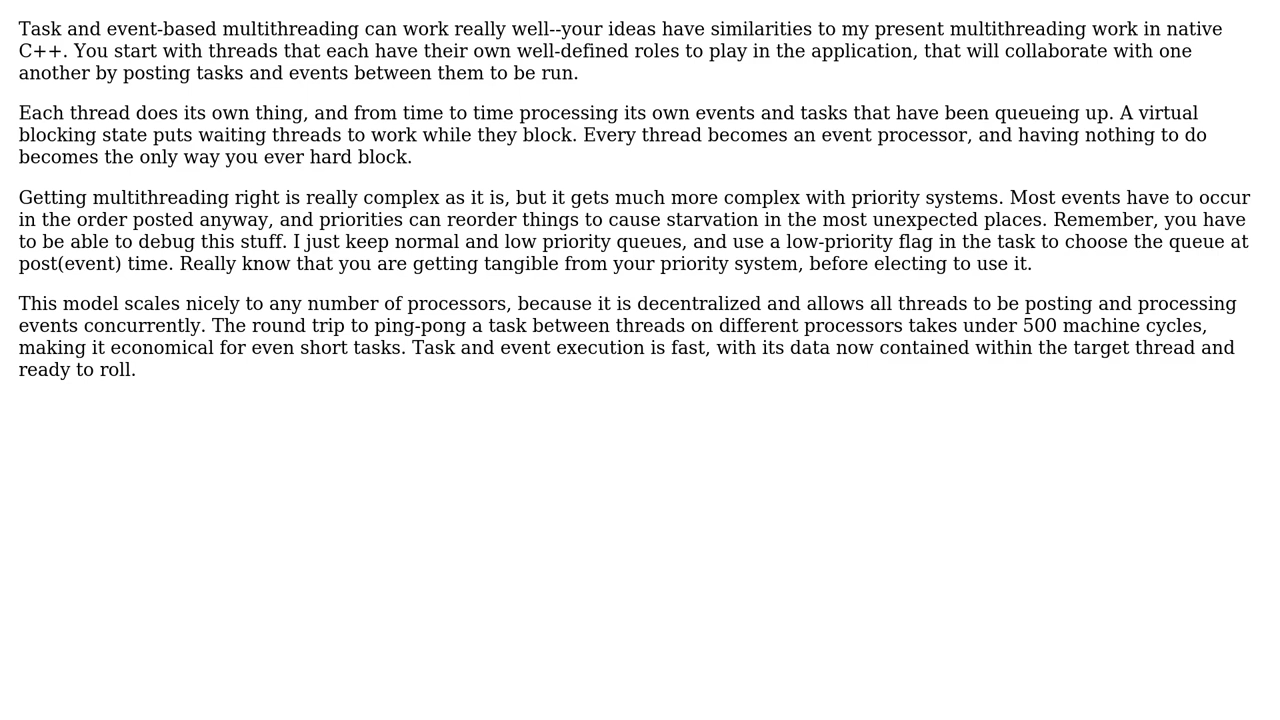 Task and event-based multithreading can work really well--your ideas have similarities to my present multithreading work in native
C++. You start with threads that each have their own well-defined roles to play in the application, that will collaborate with one
another by posting tasks and events between them to be run.
Each thread does its own thing, and from time to time processing its own events and tasks that have been queueing up. A virtual
blocking state puts waiting threads to work while they block. Every thread becomes an event processor, and having nothing to do
becomes the only way you ever hard block.
Getting multithreading right is really complex as it is, but it gets much more complex with priority systems. Most events have to occur
in the order posted anyway, and priorities can reorder things to cause starvation in the most unexpected places. Remember, you have
to be able to debug this stuff. I just keep normal and low priority queues, and use a low-priority flag in the task to choose the queue at
post(event) time. Really know that you are getting tangible from your priority system, before electing to use it.
This model scales nicely to any number of processors, because it is decentralized and allows all threads to be posting and processing
events concurrently. The round trip to ping-pong a task between threads on different processors takes under 500 machine cycles,
making it economical for even short tasks. Task and event execution is fast, with its data now contained within the target thread and
ready to roll.